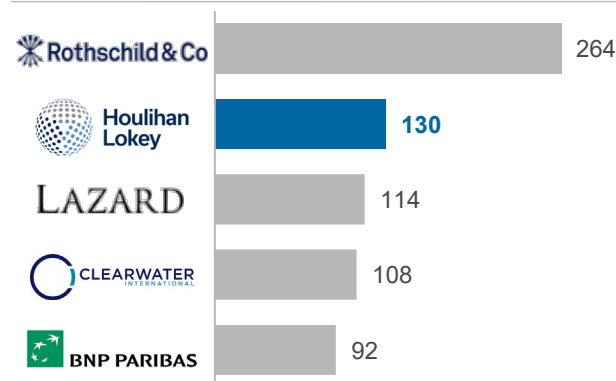 Rothschild & Co
264
Houlihan
Lokey
130
LAZARD
114
CLEARWATER
INTERNATIONAL
108
BNP PARIBAS
92